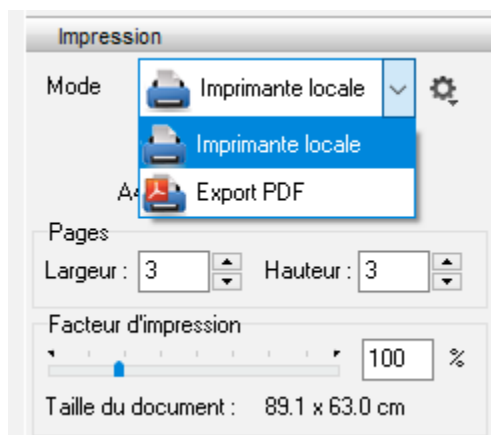 Impression
Mode Imprimante locale
Imprimante locale
A4
Export PDF
Pages
Largeur : 3 Hauteur : 3
Facteur d'impression
100 %
Taille du document : 89.1 x 63.0 cm